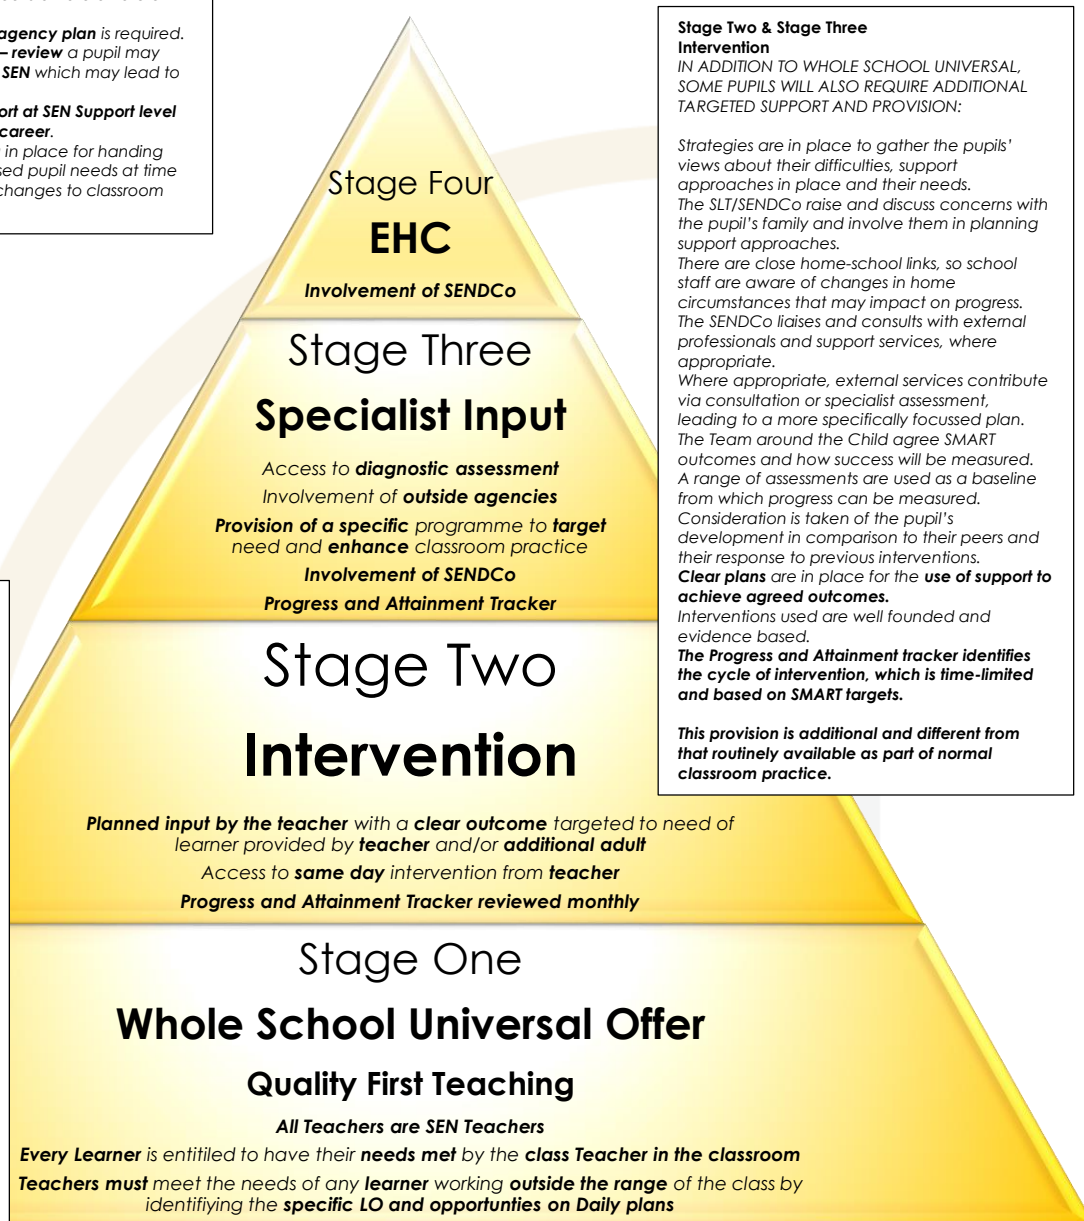 agency plan is required.
– review a pupil may
SEN which may lead to
ort at SEN Support level
career.
in place for handing
sed pupil needs at time
changes to classroom
Stage Four
EHC
Involvement of SENDCo
Stage Three
Specialist Input
Access to diagnostic assessment
Involvement of outside agencies
Provision of a specific programme to target
need and enhance classroom practice
Involvement of SENDCo
Progress and Attainment Tracker
Stage Two
Intervention
Planned input by the teacher with a clear outcome targeted to need of
learner provided by teacher and/or additional adult
Access to same day intervention from teacher
Progress and Attainment Tracker reviewed monthly
Stage One
Whole School Universal Offer
Quality First Teaching
All Teachers are SEN Teachers
Every Learner is entitiled to have their needs met by the class Teacher in the classroom
Teachers must meet the needs of any learner working outside the range of the class by
identifiying the specific LO and opportunties on Daily plans
Stage Two & Stage Three
Intervention
IN ADDITION TO WHOLE SCHOOL UNIVERSAL,
SOME PUPILS WILL ALSO REQUIRE ADDITIONAL
TARGETED SUPPORT AND PROVISION:
Strategies are in place to gather the pupils'
views about their difficulties, support
approaches in place and their needs.
The SLT/SENDCo raise and discuss concerns with
the pupil's family and involve them in planning
support approaches.
There are close home-school links, so school
staff are aware of changes in home
circumstances that may impact on progress.
The SENDCo liaises and consults with external
professionals and support services, where
appropriate.
Where appropriate, external services contribute
via consultation or specialist assessment,
leading to a more specifically focussed plan.
The Team around the Child agree SMART
outcomes and how success will be measured.
A range of assessments are used as a baseline
from which progress can be measured.
Consideration is taken of the pupil's
development in comparison to their peers and
their response to previous interventions.
Clear plans are in place for the use of support to
achieve agreed outcomes.
Interventions used are well founded and
evidence based.
The Progress and Attainment tracker identifies
the cycle of intervention, which is time-limited
and based on SMART targets.
This provision is additional and different from
that routinely available as part of normal
classroom practice.